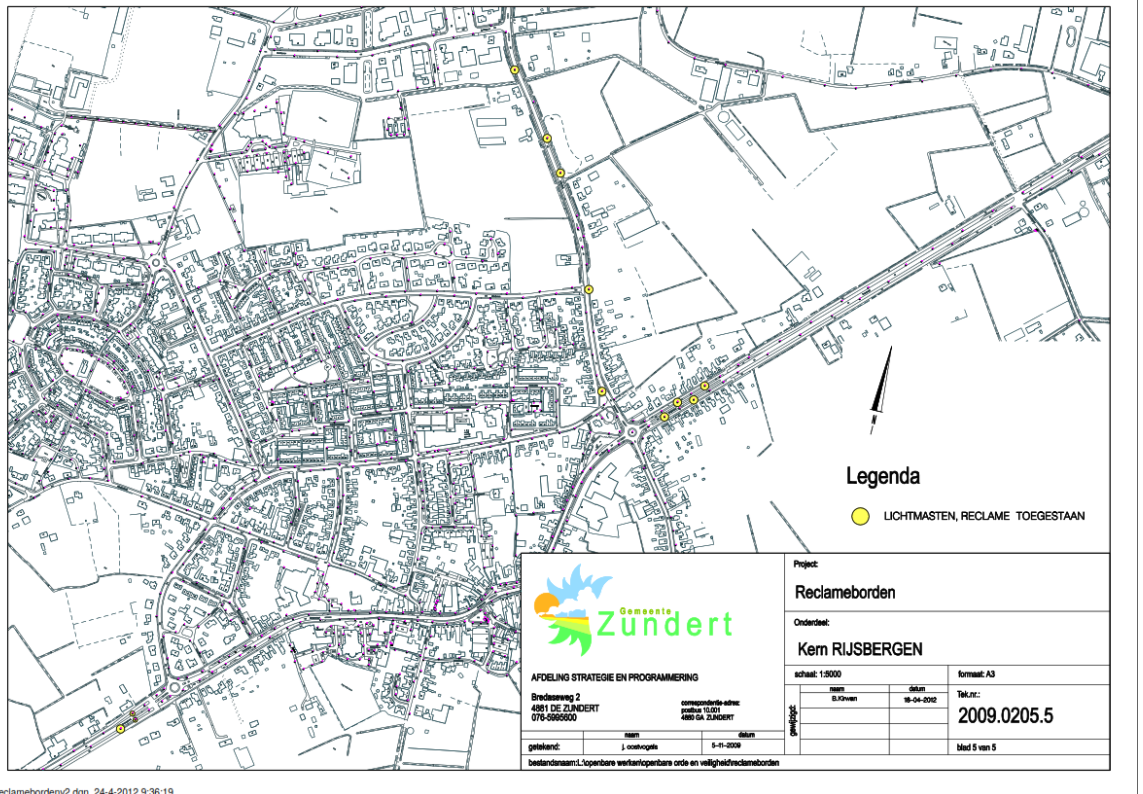 Legenda
LICHTMASTEN, RECLAME TOEGESTAAN
Gemeente
Zundert
AFDELING STRATEGIE EN PROGRAMMERING
Bredaseweg 2
4881 DE ZUNDERT
076-5995600
correspondentie-adres:
postbus 10.001
4880 GA ZUNDERT
naam datum
getekend: j. oostvogels 5-11-2009
bestandsnaam:L:\openbare werken\openbare orde en veiligheid\reclameborden
Project:
Reclameborden
Onderdeel:
Kern RIJSBERGEN
schaal: 1:5000 formaat: A3
gewijzigd:
naam datum
B.Kirwan 16-04-2012
Tek.nr.:
2009.0205.5
blad 5 van 5
eclamebordenv2.dgn 24-4-2012 9:36:19